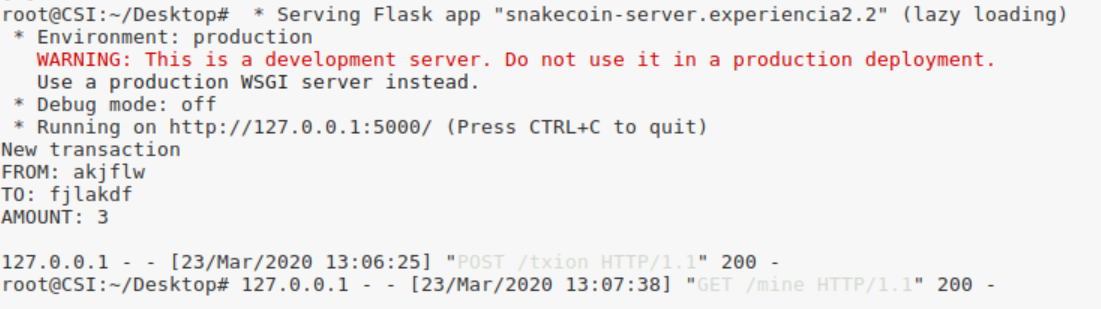 root@CSI:~/Desktop#  * Serving Flask app "snakecoin-server.experiencia2.2" (lazy loading)
 * Environment: production
   WARNING: This is a development server. Do not use it in a production deployment.
   Use a production WSGI server instead.
 * Debug mode: off
 * Running on http://127.0.0.1:5000/ (Press CTRL+C to quit)
New transaction
FROM: akjflw
TO: fjlakdf
AMOUNT: 3
127.0.0.1 - - [23/Mar/2020 13:06:25] "POST /txion HTTP/1.1" 200 -
root@CSI:~/Desktop# 127.0.0.1 - - [23/Mar/2020 13:07:38] "GET /mine HTTP/1.1" 200 -